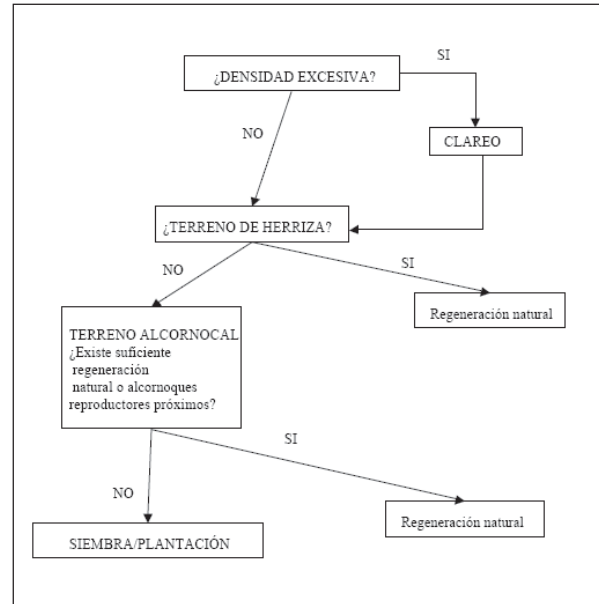 SI
¿DENSIDAD EXCESIVA?
NO
CLAREO
¿TERRENO DE HERRIZA?
NO
SI
Regeneración natural
TERRENO ALCORNOCAL
¿Existe suficiente
regeneración
natural o alcornoques
reproductores próximos?
SI
NO
Regeneración natural
SIEMBRA/PLANTACIÓN